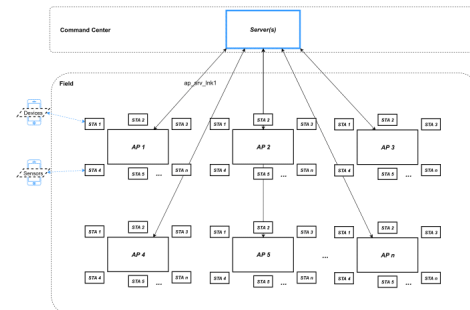 Command Center
Server(s)
ap_srv_lnk1
Field
Devices
Sensors
STA 1
STA 2
STA 3
AP 1
STA 4
STA 5
...
STA n
STA 1
STA 2
STA 3
AP 2
STA 4
STA 5
...
STA n
STA 1
STA 2
STA 3
AP 3
STA 4
STA 5
...
STA n
STA 1
STA 2
STA 3
AP 4
STA 4
STA 5
...
STA n
STA 1
STA 2
STA 3
AP 5
STA 4
STA 5
...
STA n
...
STA 1
STA 2
STA 3
AP n
STA 4
STA 5
...
STA n